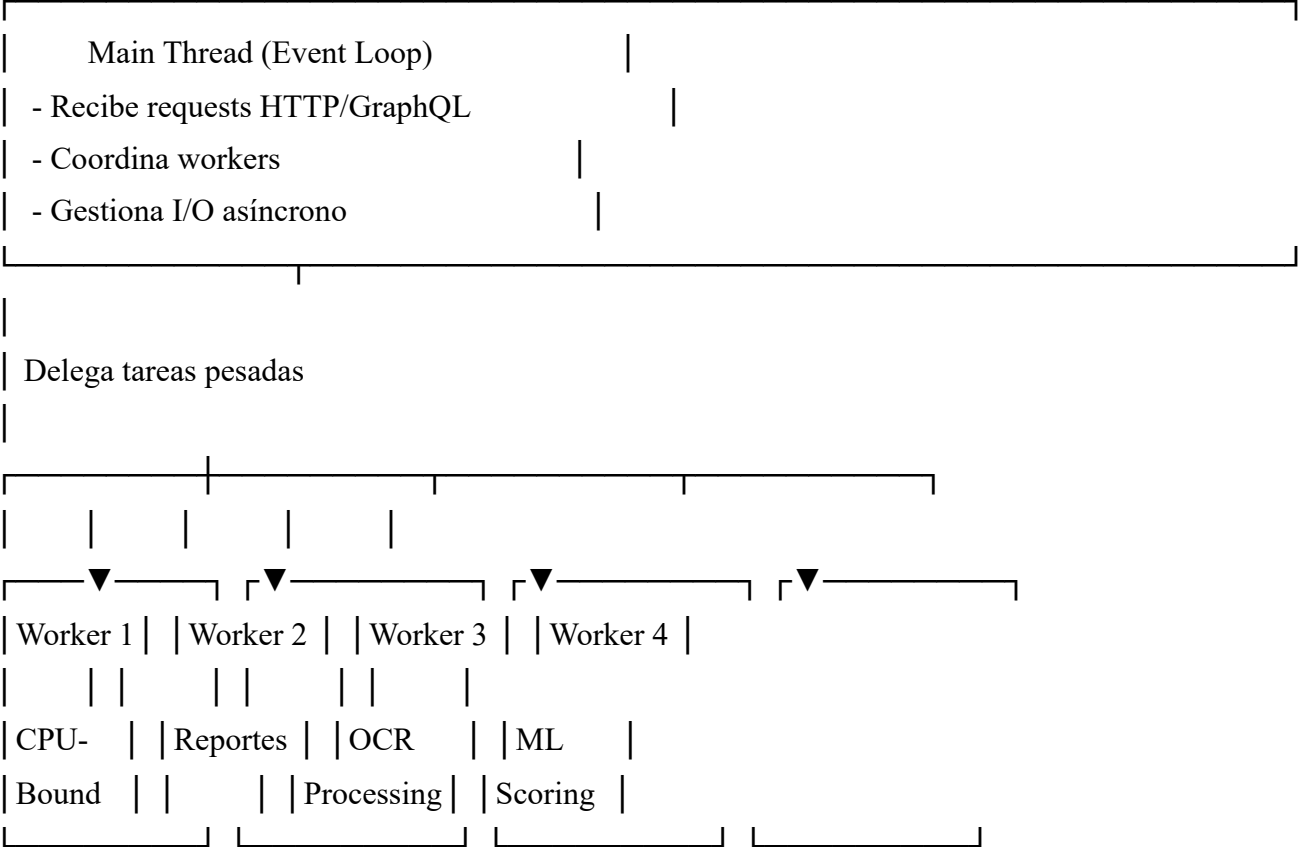 Main Thread (Event Loop)
- Recibe requests HTTP/GraphQL
- Coordina workers
- Gestiona I/O asíncrono
Delega tareas pesadas
Worker 1 Worker 2 Worker 3 Worker 4
CPU- Reportes OCR ML
Bound Processing Scoring